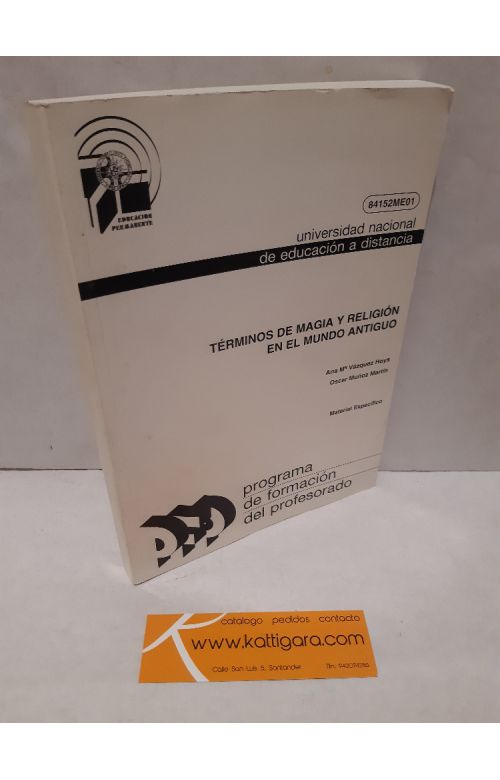 EDUCACION
PERMANENTE
84152ME01
universidad nacional
de educación a distancia
TÉRMINOS DE MAGIA Y RELIGIÓN
EN EL MUNDO ANTIGUO
Ana Mª Vázquez Hoys
Oscar Muñoz Martín
Material Específico
programa
de formación
del profesorado
catalogo pedidos contacto
www.kattigara.com
Calle San Luis 5, Santander